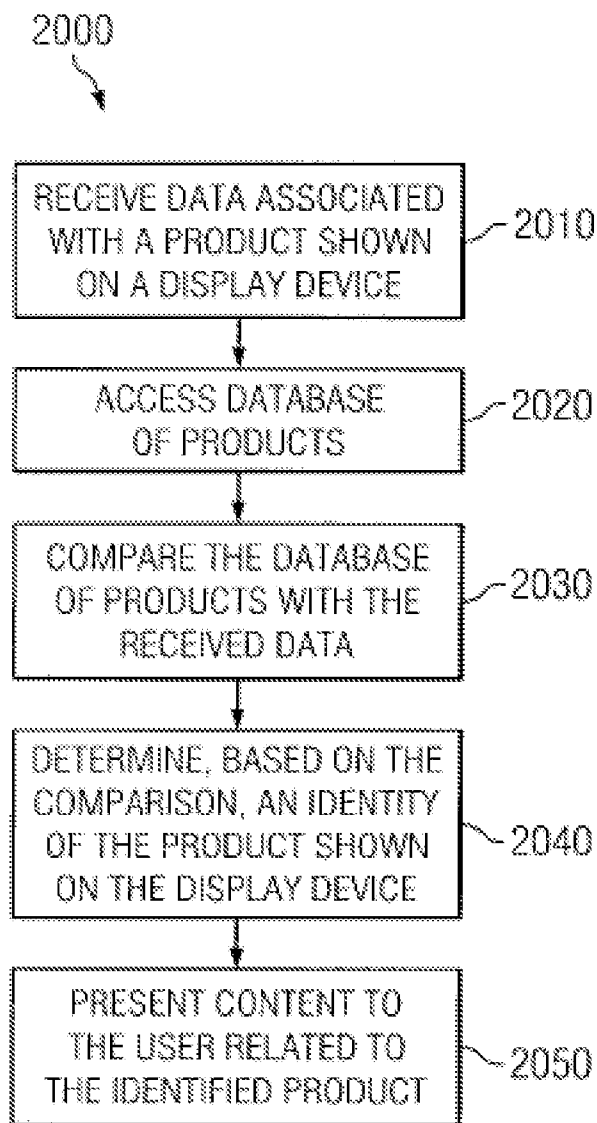 2000
RECEIVE DATA ASSOCIATED
WITH A PRODUCT SHOWN
ON A DISPLAY DEVICE
2010
ACCESS DATABASE
OF PRODUCTS
2020
COMPARE THE DATABASE
OF PRODUCTS WITH THE
RECEIVED DATA
2030
DETERMINE, BASED ON THE
COMPARISON, AN IDENTITY
OF THE PRODUCT SHOWN
ON THE DISPLAY DEVICE
2040
PRESENT CONTENT TO
THE USER RELATED TO
THE IDENTIFIED PRODUCT
2050